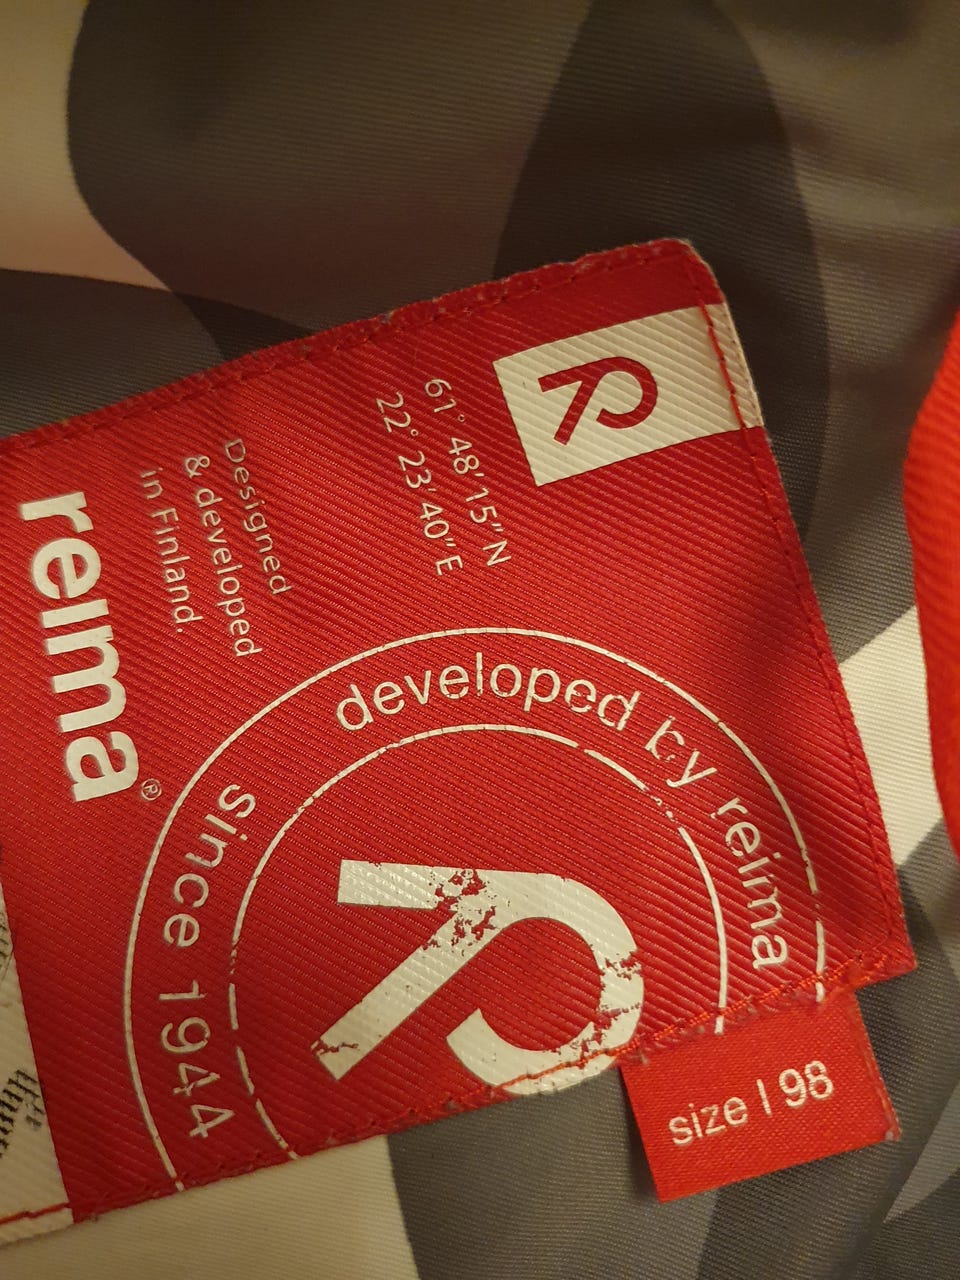 61° 48' 15" N
22° 23' 40" E
Designed
& developed
in Finland.
reima®
developed by reima
since 1944
size | 98